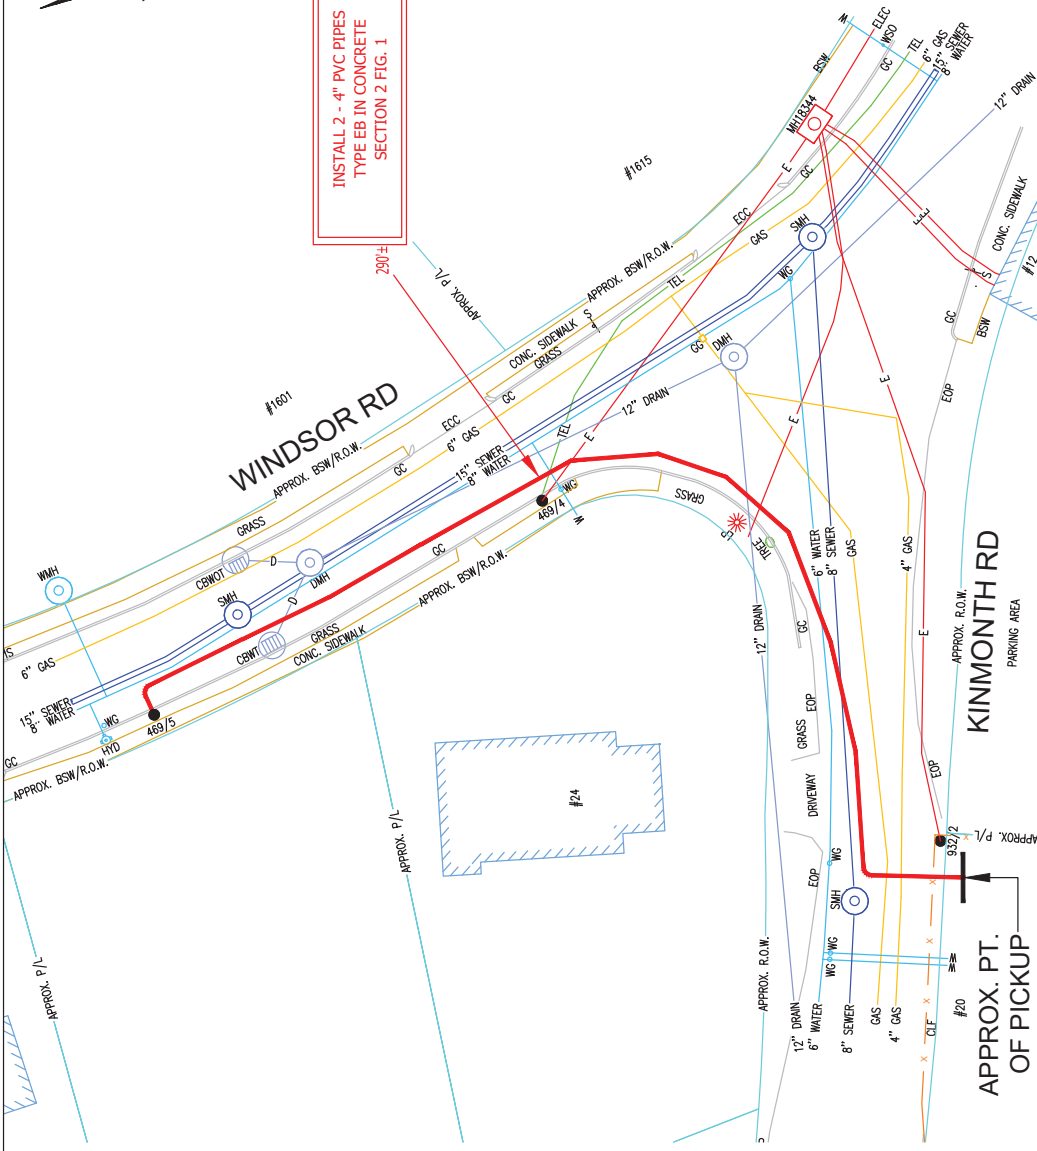 INSTALL 2 - 4" PVC PIPES
TYPE EB IN CONCRETE
SECTION 2 FIG. 1
290'±
WINDSOR RD
KINMONTH RD
PARKING AREA
APPROX. PT.
OF PICKUP
W
ELEC
WSO
GC
TEL
6" GAS
15" SEWER
8" WATER
BSW
MH18344
12" DRAIN
E
GC
#1615
ECC
SMH
GAS
WG
TEL
APPROX. BSW/R.O.W.
APPROX. P/L
CONC. SIDEWALK
S
GRASS
GC
GG
DMH
12" DRAIN
E
E
CONC. SIDEWALK
S
#12
GC
BSW
EOP
E
E
#1601
ECC
6" GAS
APPROX. BSW/R.O.W.
GC
15" SEWER
8" WATER
TEL
E
WG
W
469/4
GRASS
GRASS
UP
TREE
6" WATER
8" SEWER
GAS
4" GAS
WMH
CBWOT
D
DMH
SMH
D
CBWT
GC
GRASS
CONC. SIDEWALK
APPROX. BSW/R.O.W.
6" GAS
15" SEWER
8" WATER
WG
HYD
469/5
GC
APPROX. BSW/R.O.W.
12" DRAIN
GC
EOP
GRASS
E
APPROX. R.O.W.
#24
DRIVEWAY
EOP
APPROX. P/L
EOP
932/2
X
APPROX. P/L
WG
SMH
X
APPROX. P/L
APPROX. R.O.W.
WG
WG
X
W
W
#20
12" DRAIN
6" WATER
8" SEWER
GAS
4" GAS
X
CLF
X